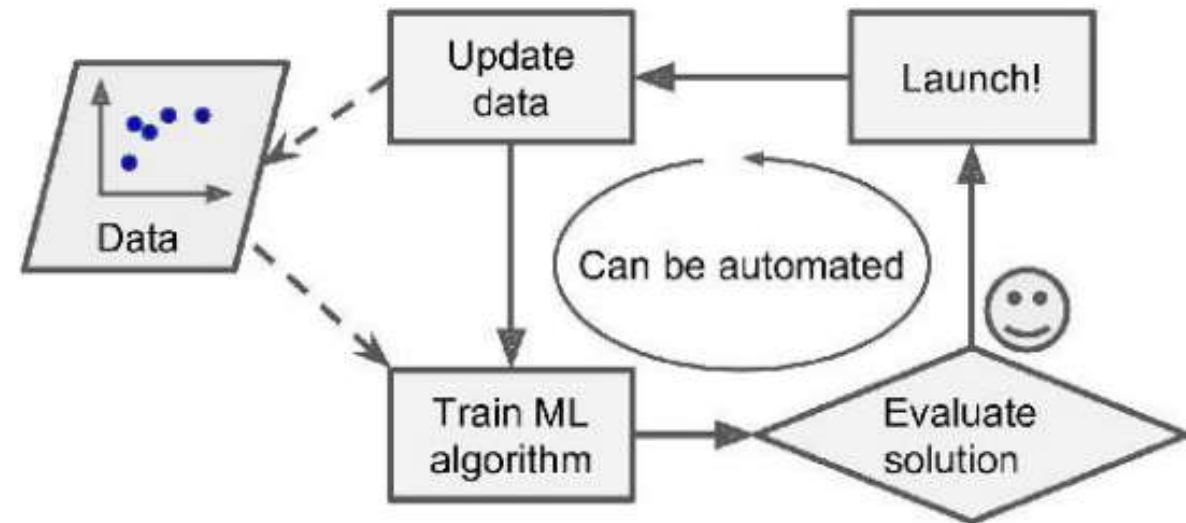 Update
data
Launch!
Data
Can be automated
Train ML
algorithm
Evaluate
solution